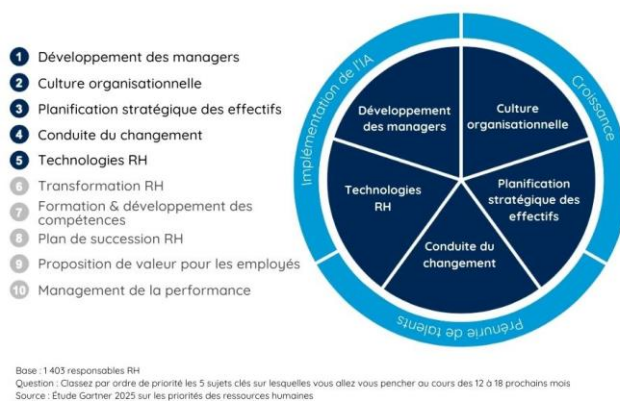 1 Développement des managers
2 Culture organisationnelle
3 Planification stratégique des effectifs
4 Conduite du changement
5 Technologies RH
6 Transformation RH
7 Formation & développement des
compétences
8 Plan de succession RH
9 Proposition de valeur pour les employés
10 Management de la performance
Implémentation de l'IA
Croissance
Pénurie de talents
Développement
des managers
Culture
organisationnelle
Technologies
RH
Planification
stratégique des
effectifs
Conduite du
changement
Base : 1 403 responsables RH
Question : Classez par ordre de priorité les 5 sujets clés sur lesquelles vous allez vous pencher au cours des 12 à 18 prochains mois
Source : Étude Gartner 2025 sur les priorités des ressources humaines